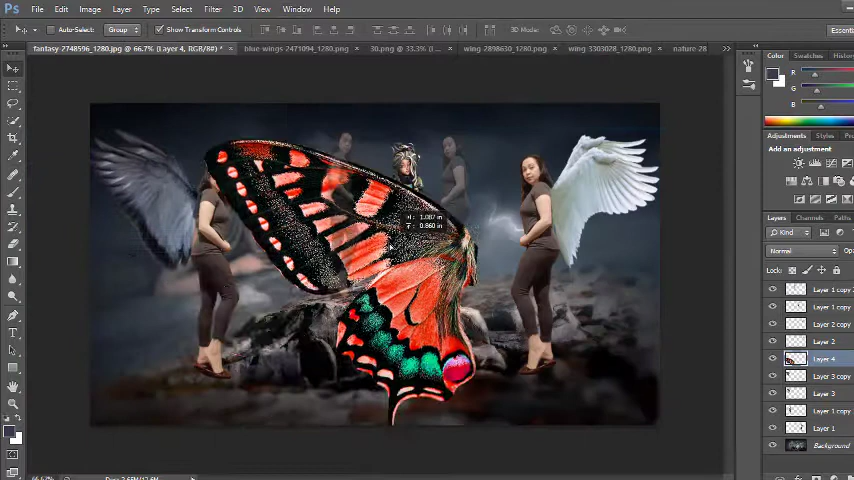 Ps File Edit Image Layer Type Select Filter 3D View Window Help
Auto-Select: Group Show Transform Controls 3D Mode: Essenti
fantasy-2748596_1280.jpg @ 66.7% (Layer 4, RGB/8#) * × blue-wings-2471094_1280.png × 30.png @ 33.3% (l... × wing-2898630_1280.png × wing-3303028_1280.png × nature 28
Color Swatches
R
G
B
Adjustments Styles
Add an adjustment
Layers Channels Paths
Kind
Normal
Lock:
Layer 1 copy
Layer 1 copy
Layer 2 copy
Layer 2
Layer 4
Layer 3 copy
Layer 3
Layer 1 copy
Layer 1
Background